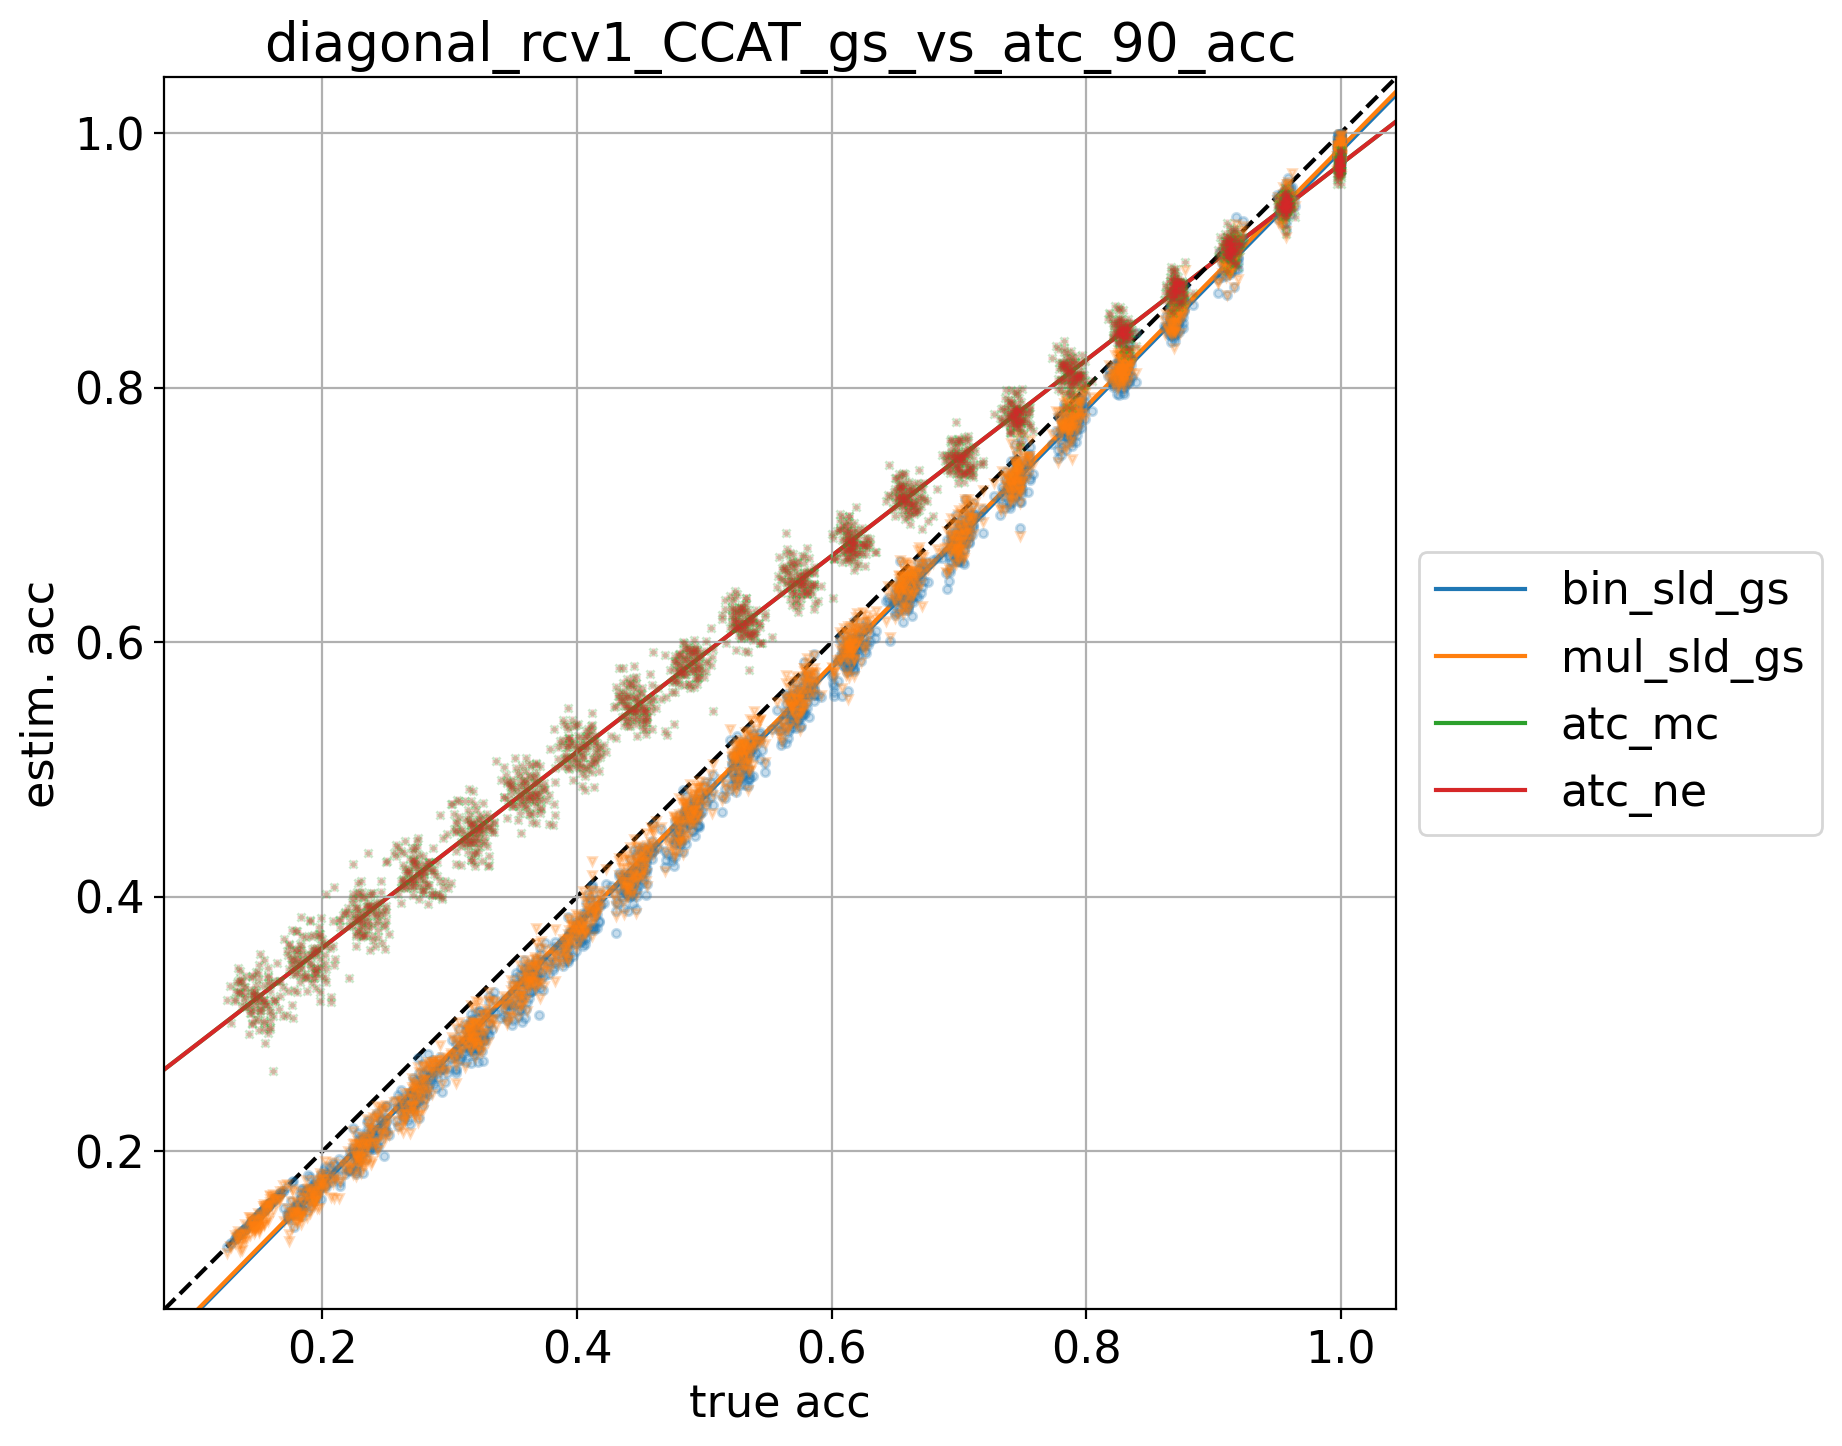 diagonal_rcv1_CCAT_gs_vs_atc_90_acc
1.0
0.8
0.6
0.4
0.2
estim. acc
0.2 0.4 0.6 0.8 1.0
true acc
bin_sld_gs
mul_sld_gs
atc_mc
atc_ne